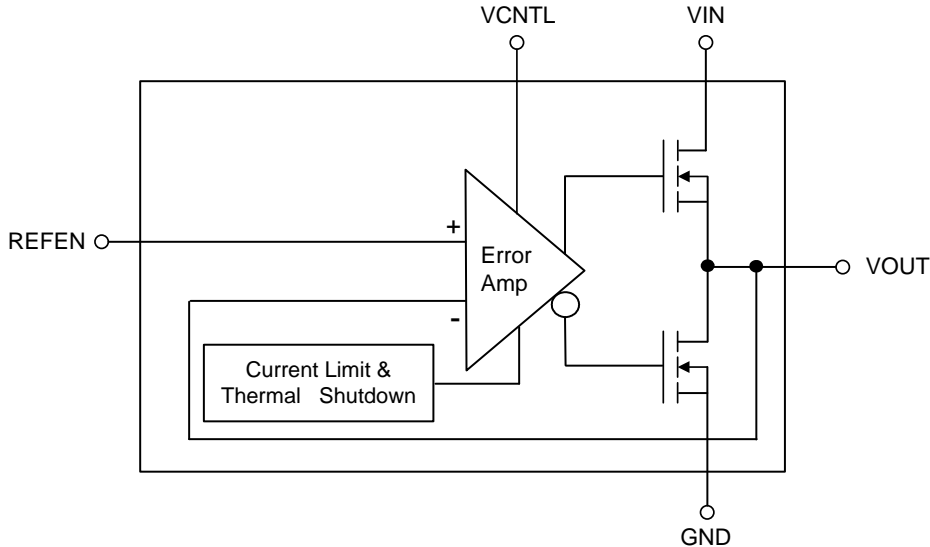 VCNTL
VIN
REFEN
+
Error
Amp
-
VOUT
Current Limit &
Thermal Shutdown
GND